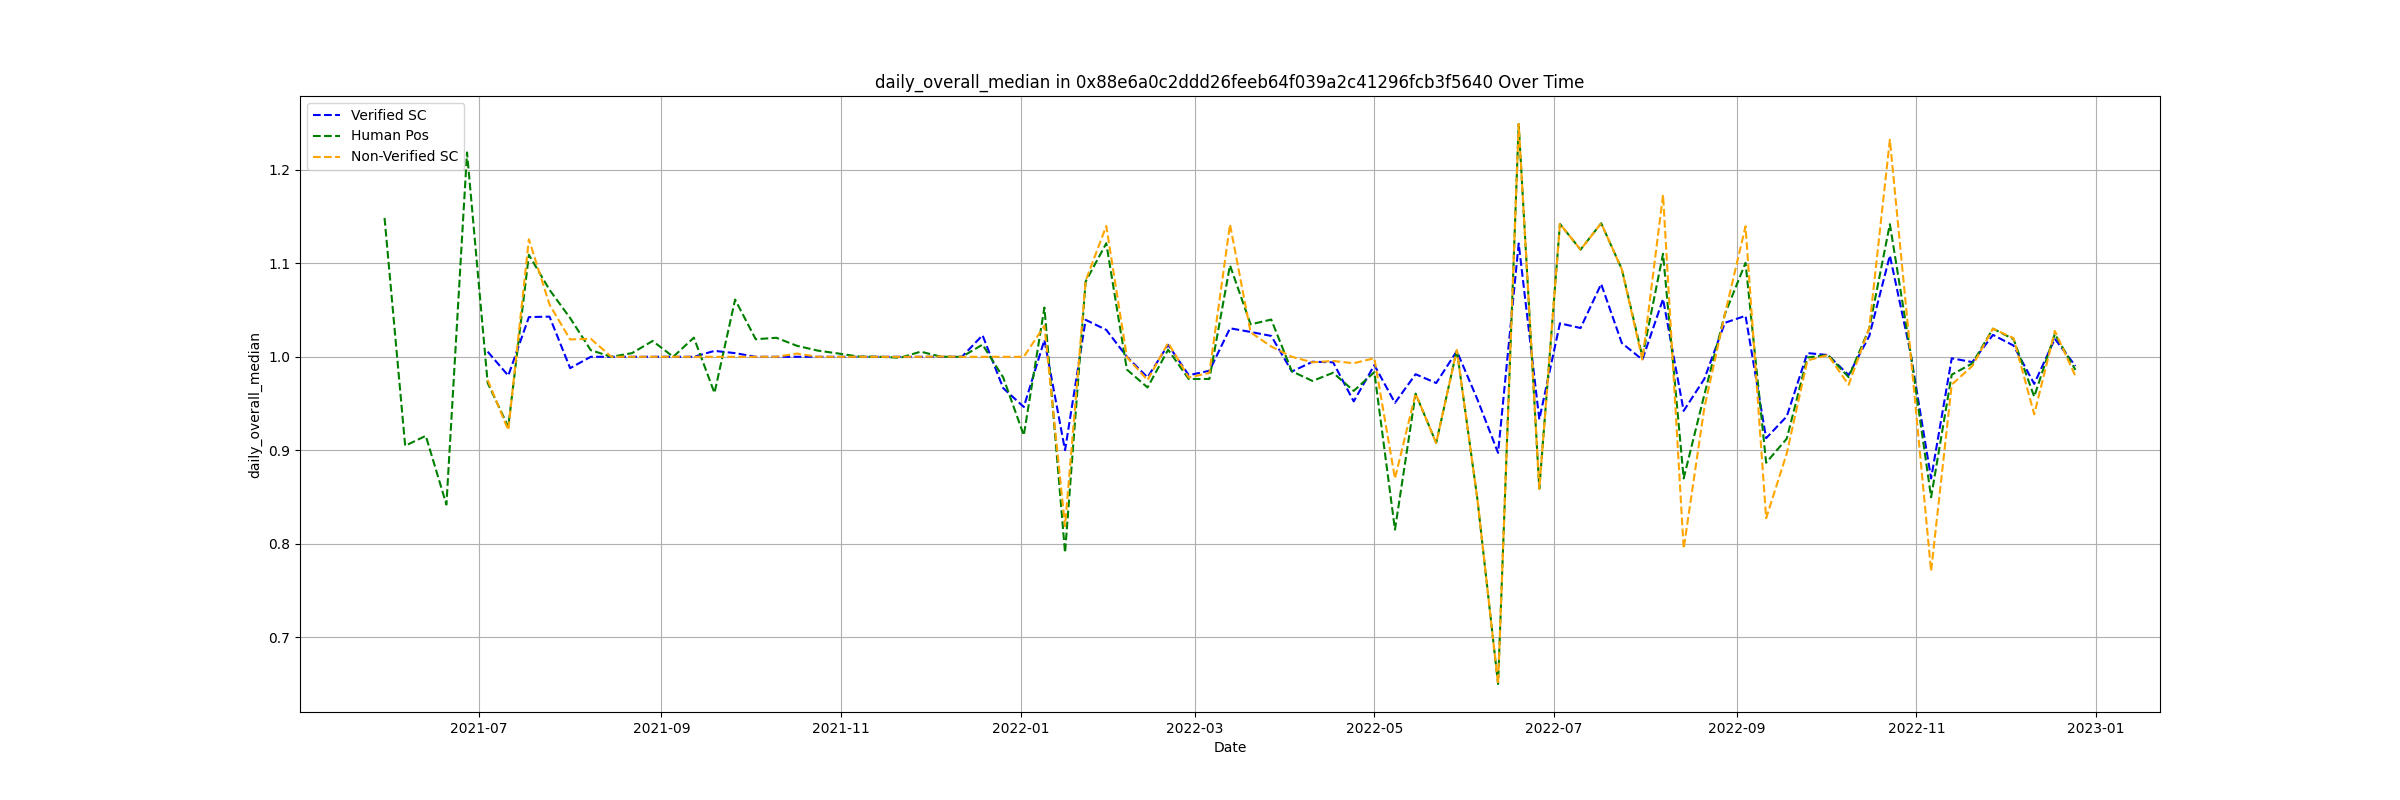 daily_overall_median in 0x88e6a0c2ddd26feeb64f039a2c41296fcb3f5640 Over Time
Verified SC
Human Pos
Non-Verified SC
daily_overall_median
1.2
1.1
1.0
0.9
0.8
0.7
2021-07
2021-09
2021-11
2022-01
2022-03
2022-05
2022-07
2022-09
2022-11
2023-01
Date